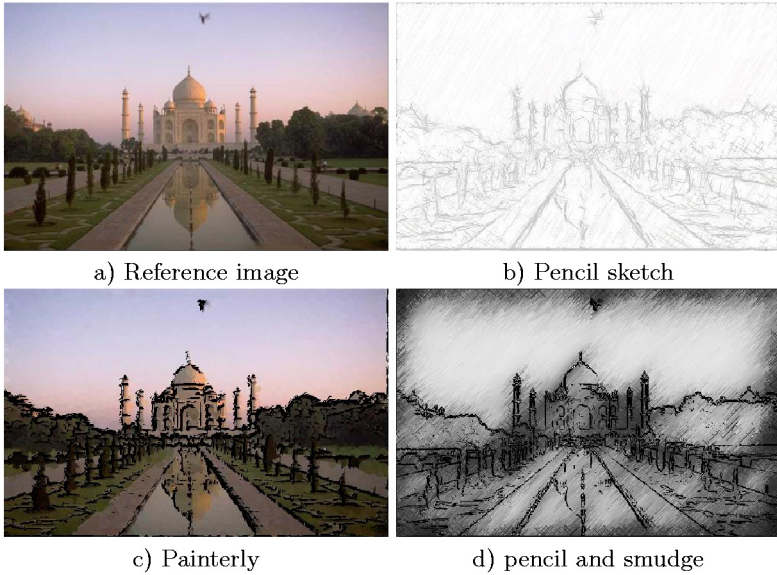 a) Reference image
b) Pencil sketch
c) Painterly
d) pencil and smudge